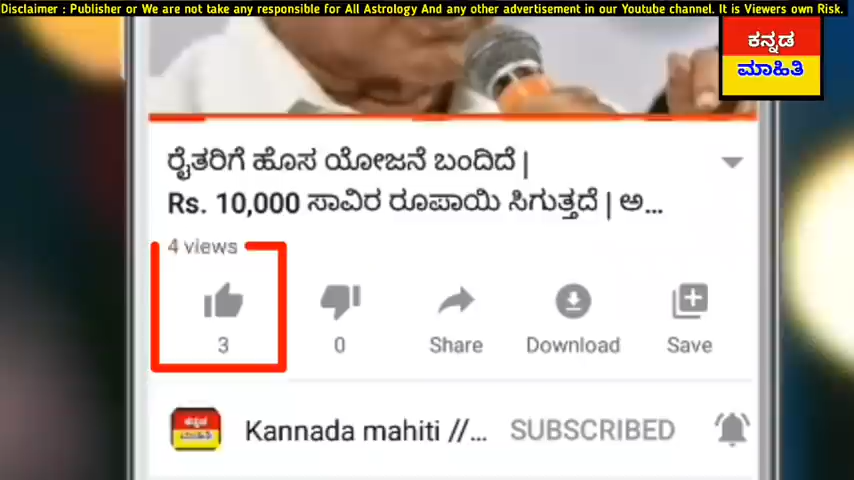 Disclaimer : Publisher or We are not take any responsible for All Astrology And any other advertisement in our Youtube channel. It is Viewers own Risk.
ಕನ್ನಡ
ಮಾಹಿತಿ
ರೈತರಿಗೆ ಹೊಸ ಯೋಜನೆ ಬಂದಿದೆ |
Rs. 10,000 ಸಾವಿರ ರೂಪಾಯಿ ಸಿಗುತ್ತದೆ | ಅ...
4 views
3 0 Share Download Save
ಕನ್ನಡ
ಮಾಹಿತಿ
Kannada mahiti //... SUBSCRIBED